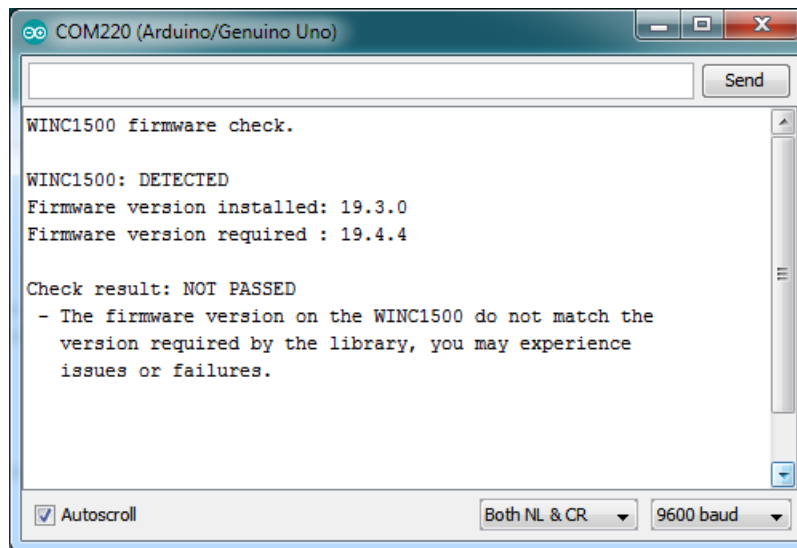 COM220 (Arduino/Genuino Uno)
Send
WINC1500 firmware check.
WINC1500: DETECTED
Firmware version installed: 19.3.0
Firmware version required : 19.4.4
Check result: NOT PASSED
- The firmware version on the WINC1500 do not match the
version required by the library, you may experience
issues or failures.
Autoscroll
Both NL & CR
9600 baud